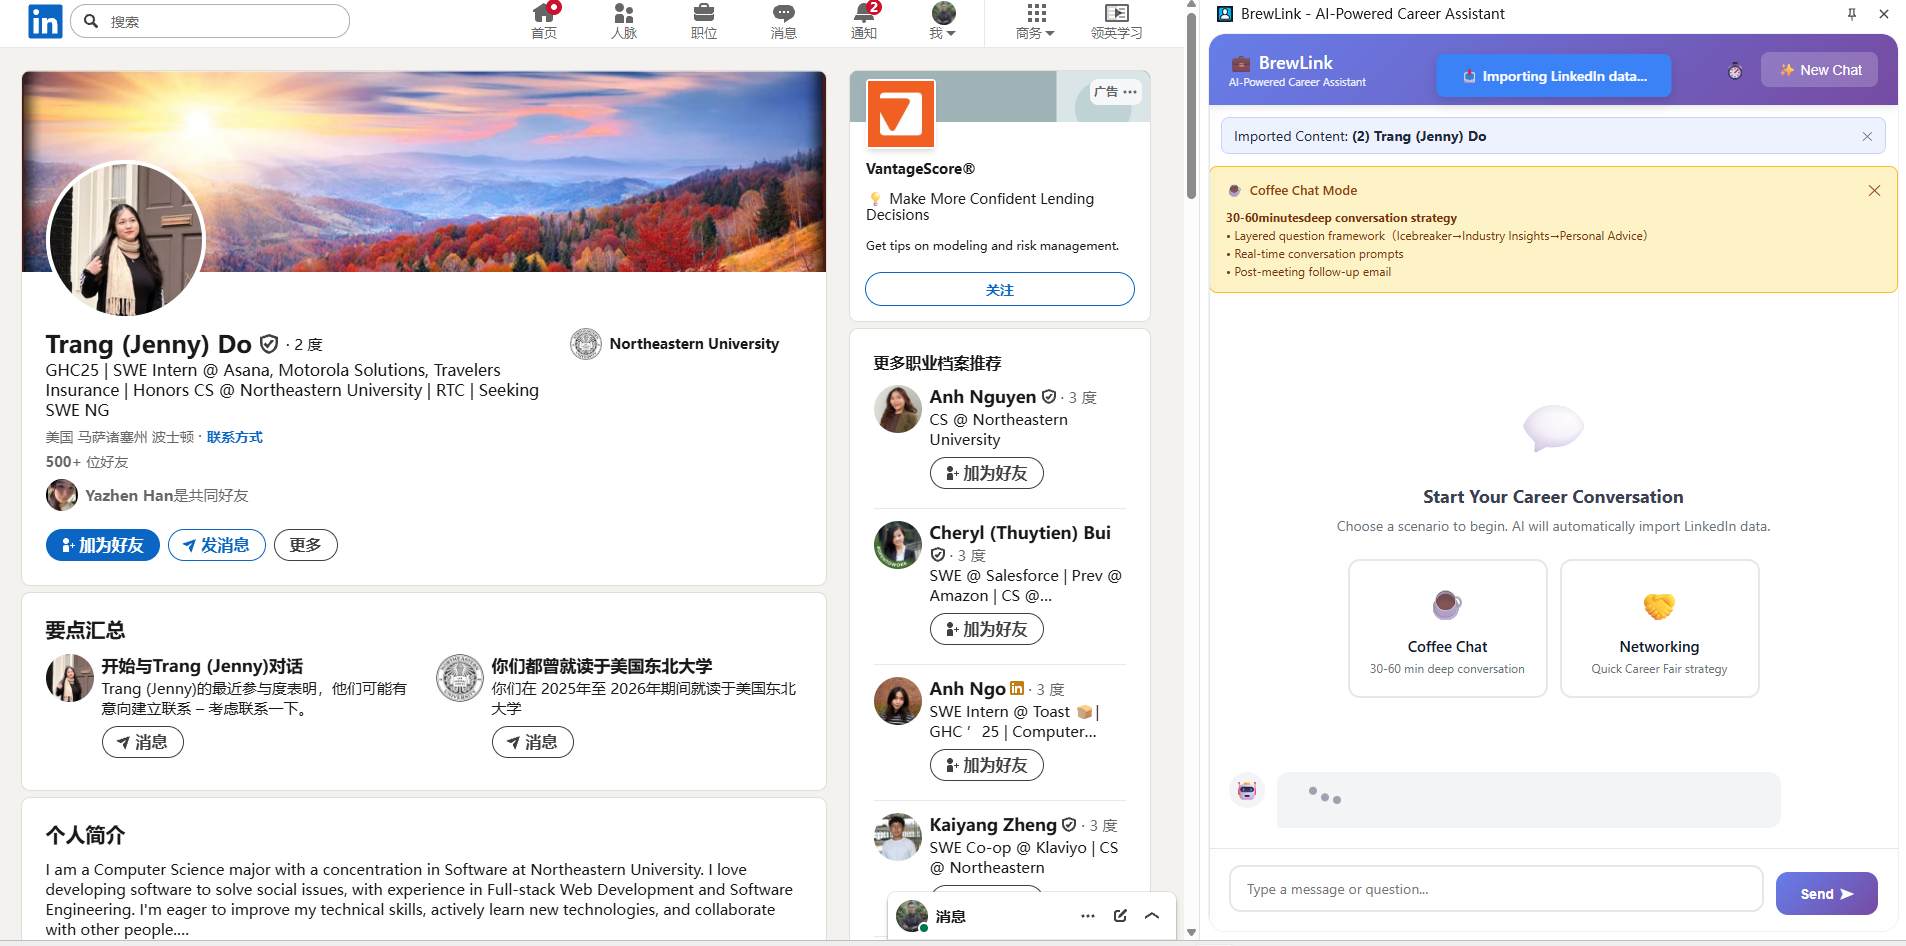 in
搜索
首页
人脉
职位
消息
2
通知
我
商务
领英学习
Trang (Jenny) Do · 2 度
GHC25 | SWE Intern @ Asana, Motorola Solutions, Travelers
Insurance | Honors CS @ Northeastern University | RTC | Seeking
SWE NG
美国 马萨诸塞州 波士顿 · 联系方式
500+ 位好友
Yazhen Han是共同好友
加为好友
发消息
更多
Northeastern University
要点汇总
开始与Trang (Jenny)对话
Trang (Jenny)的最近参与度表明，他们可能有
意向建立联系 – 考虑联系一下。
消息
你们都曾就读于美国东北大学
你们在 2025年至 2026年期间就读于美国东北
大学
消息
个人简介
I am a Computer Science major with a concentration in Software at Northeastern University. I love
developing software to solve social issues, with experience in Full-stack Web Development and Software
Engineering. I'm eager to improve my technical skills, actively learn new technologies, and collaborate
with other people....
广告 ···
VantageScore®
💡 Make More Confident Lending
Decisions
Get tips on modeling and risk management.
关注
更多职业档案推荐
Anh Nguyen · 3 度
CS @ Northeastern
University
加为好友
Cheryl (Thuytien) Bui
· 3 度
SWE @ Salesforce | Prev @
Amazon | CS @...
加为好友
Anh Ngo in · 3 度
SWE Intern @ Toast 📦|
GHC ’ 25 | Computer...
加为好友
Kaiyang Zheng · 3 度
SWE Co-op @ Klaviyo | CS
@ Northeastern
消息
BrewLink - AI-Powered Career Assistant
BrewLink
AI-Powered Career Assistant
Importing LinkedIn data...
✨ New Chat
Imported Content: (2) Trang (Jenny) Do
Coffee Chat Mode
30-60minutesdeep conversation strategy
• Layered question framework（Icebreaker→Industry Insights→Personal Advice）
• Real-time conversation prompts
• Post-meeting follow-up email
Start Your Career Conversation
Choose a scenario to begin. AI will automatically import LinkedIn data.
Coffee Chat
30-60 min deep conversation
Networking
Quick Career Fair strategy
Type a message or question...
Send ➤